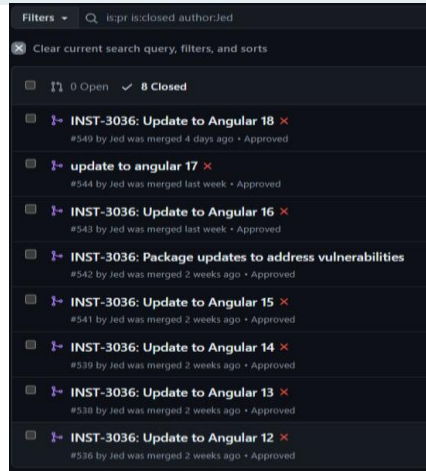 Filters
is:pr is:closed author:Jed
Clear current search query, filters, and sorts
0 Open 8 Closed
INST-3036: Update to Angular 18
#549 by Jed was merged 4 days ago • Approved
update to angular 17
#544 by Jed was merged last week • Approved
INST-3036: Update to Angular 16
#543 by Jed was merged last week • Approved
INST-3036: Package updates to address vulnerabilities
#542 by Jed was merged 2 weeks ago • Approved
INST-3036: Update to Angular 15
#541 by Jed was merged 2 weeks ago • Approved
INST-3036: Update to Angular 14
#539 by Jed was merged 2 weeks ago • Approved
INST-3036: Update to Angular 13
#538 by Jed was merged 2 weeks ago • Approved
INST-3036: Update to Angular 12
#536 by Jed was merged 2 weeks ago • Approved